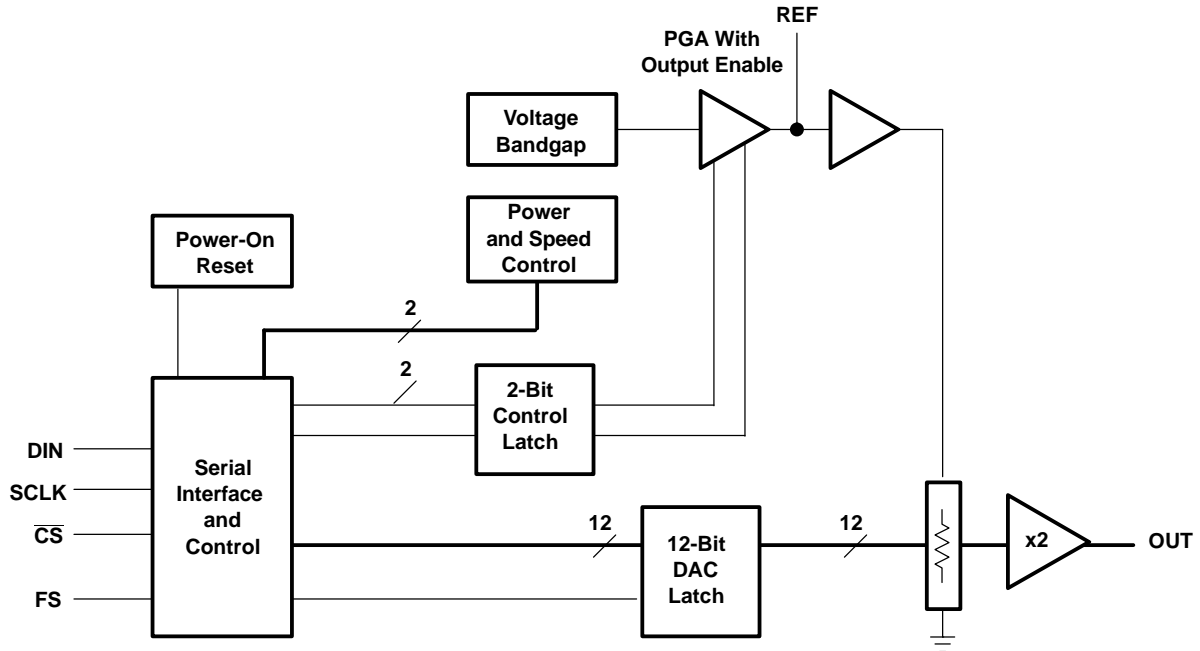 REF
PGA With
Output Enable
Voltage
Bandgap
Power
and Speed
Control
Power-On
Reset
2
2
2-Bit
Control
Latch
DIN
SCLK
C̅S̅
FS
Serial
Interface
and
Control
12
12-Bit
DAC
Latch
12
x2
OUT